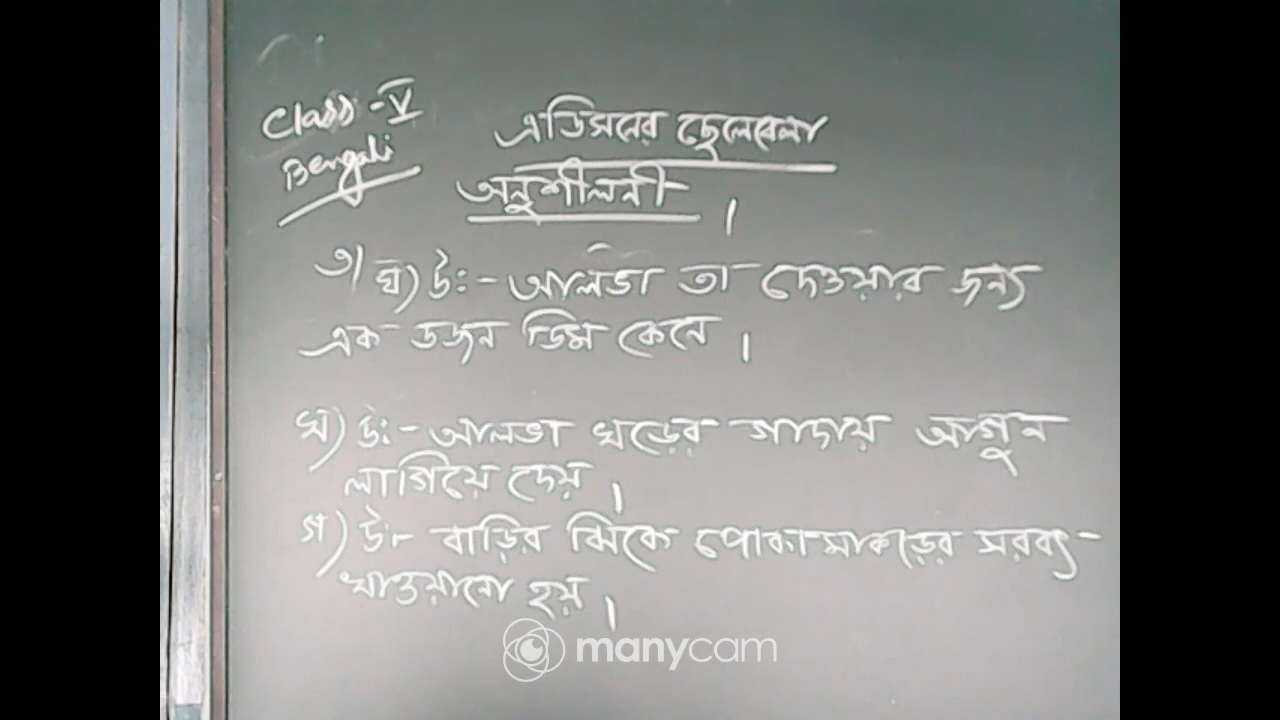 Class - V
Bengali
এডিসনের ছেলেবেলা
অনুশীলনী ।
৩। ঘ) উঃ- আলভা তা দেওয়ার জন্য
এক ডজন ডিম কেনে ।
খ) উঃ- আলভা খড়ের গাদায় আগুন
লাগিয়ে দেয় ।
গ) উঃ- বাড়ির ঝিকে পোকামাকড়ের সরবৎ
খাওয়ানো হয় ।
manycam